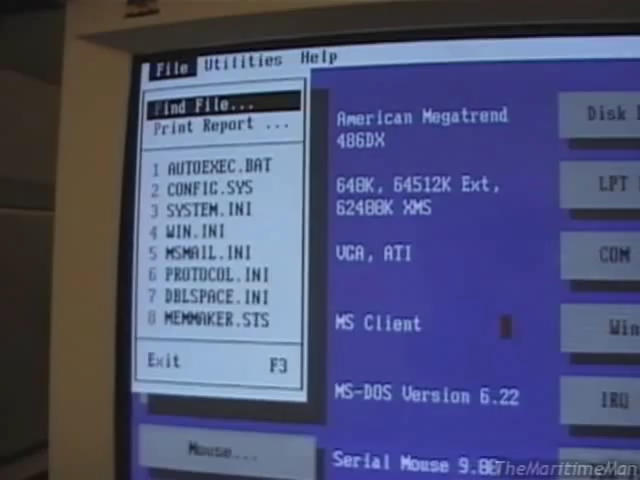 File Utilities Help
Find File...
Print Report ...
1 AUTOEXEC.BAT
2 CONFIG.SYS
3 SYSTEM.INI
4 WIN.INI
5 MSMAIL.INI
6 PROTOCOL.INI
7 DBLSPACE.INI
8 MEMMAKER.STS
Exit F3
American Megatrend
486DX
640K, 64512K Ext,
62480K XMS
VGA, ATI
MS Client
MS-DOS Version 6.22
Serial Mouse
Disk
LPT
COM
Win
IRQ
Mouse...
TheMaritimeMan